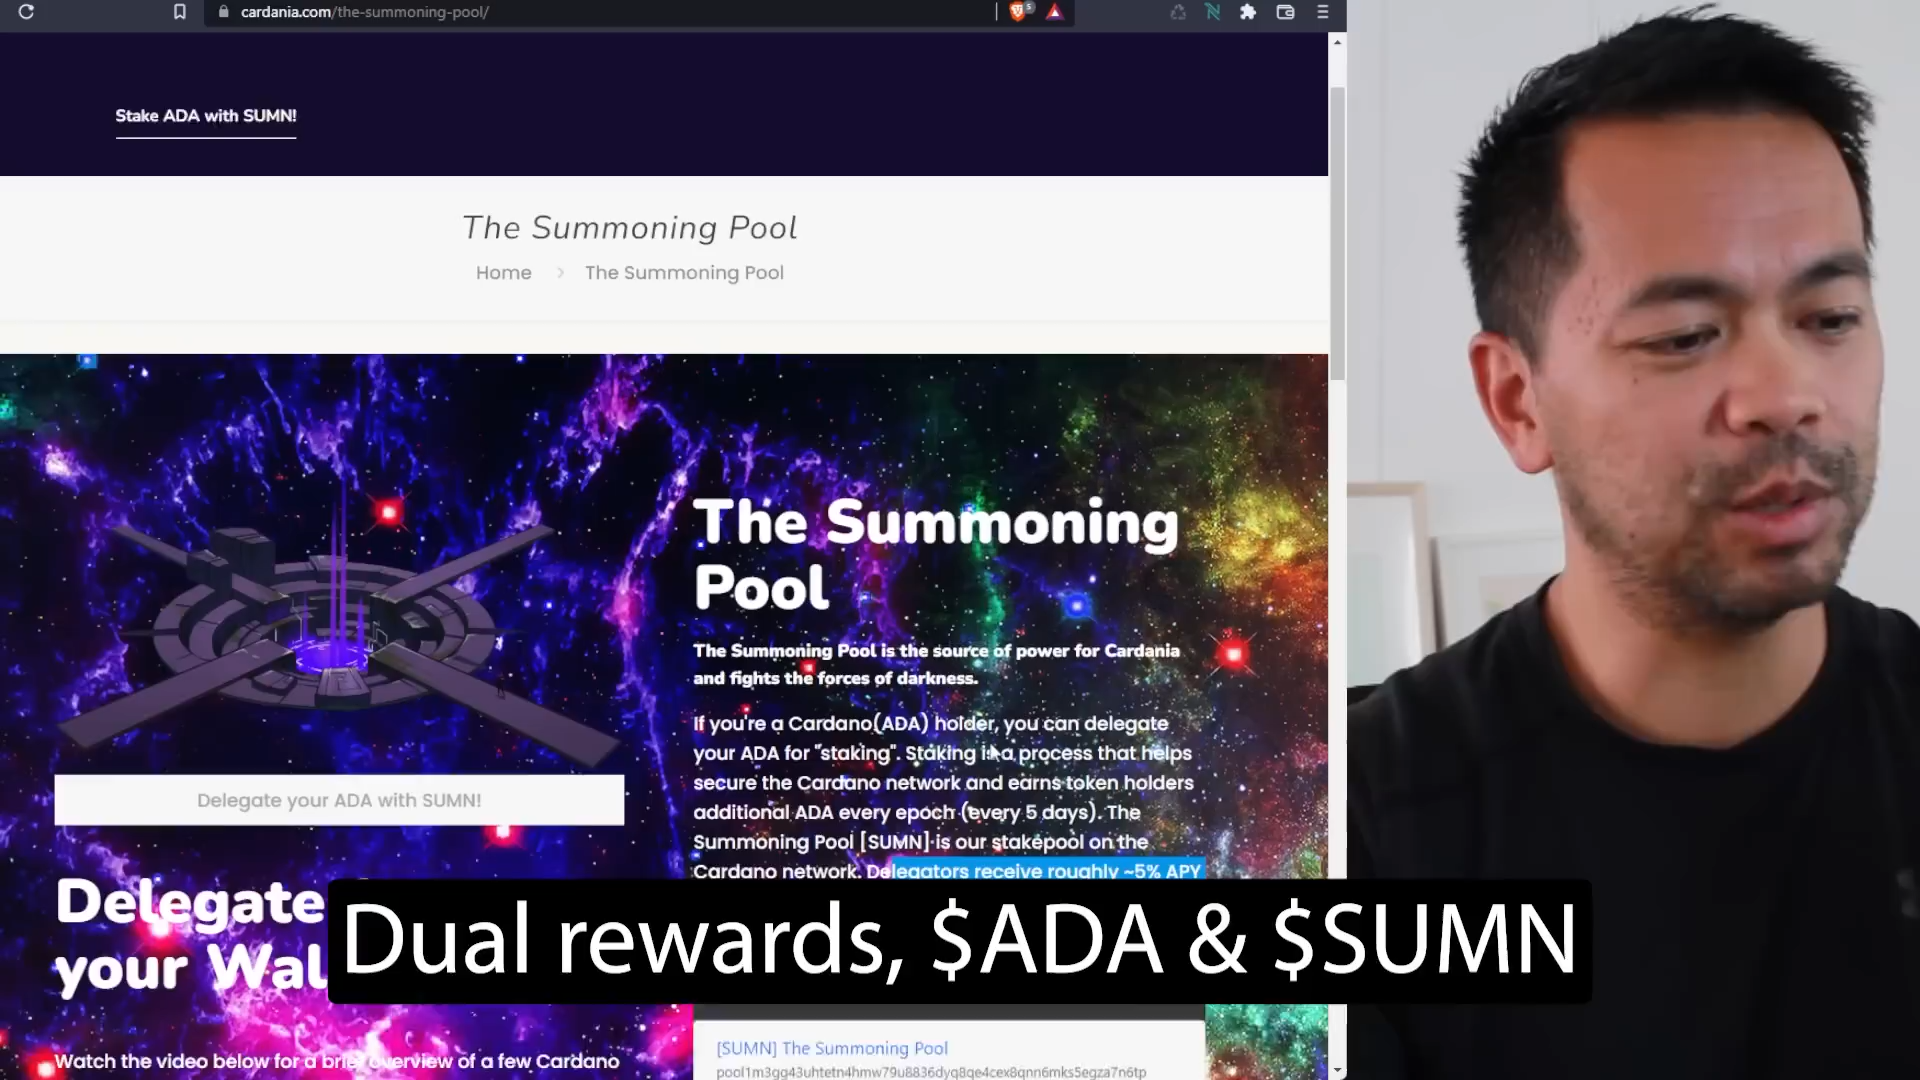 cardania.com/the-summoning-pool/
5
Stake ADA with SUMN!
The Summoning Pool
Home > The Summoning Pool
The Summoning
Pool
The Summoning Pool is the source of power for Cardania
and fights the forces of darkness.
If you're a Cardano(ADA) holder, you can delegate
your ADA for "staking". Staking is a process that helps
secure the Cardano network and earns token holders
additional ADA every epoch (every 5 days). The
Summoning Pool [SUMN] is our stakepool on the
Cardano network. Delegators receive roughly ~5% APY
Delegate your ADA with SUMN!
Delegate
your Wal
Watch the video below for a brief overview of a few Cardano
Dual rewards, $ADA & $SUMN
[SUMN] The Summoning Pool
pool1m3gg43uhtetn4hmw79u8836dyq8qe4cex8qnn6mks5egza7n6tp